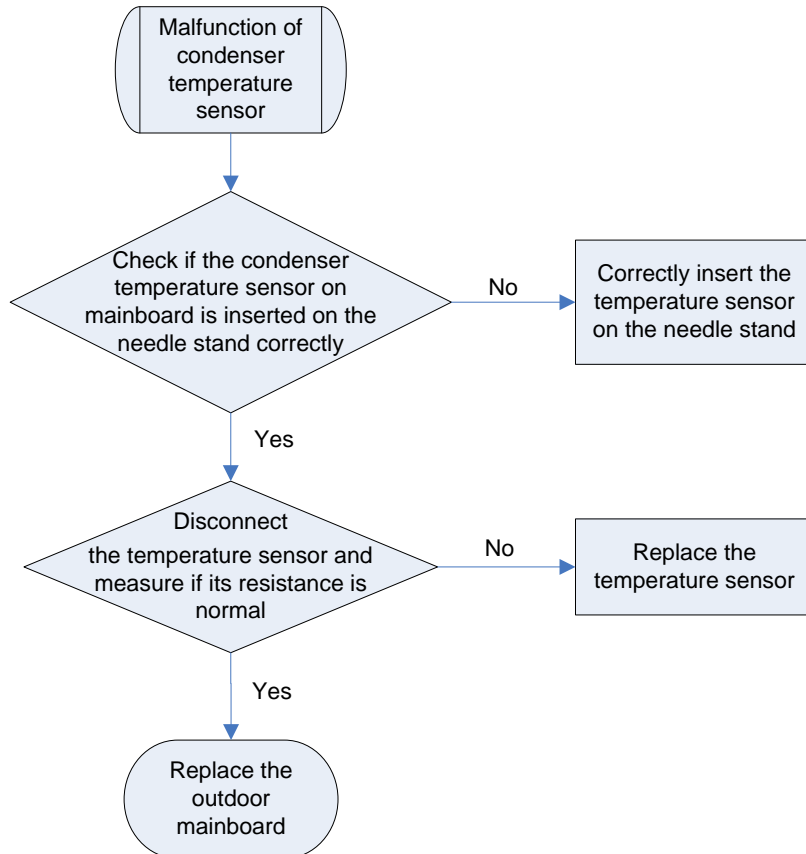 Malfunction of
condenser
temperature
sensor
Check if the condenser
temperature sensor on
mainboard is inserted on the
needle stand correctly
No
Correctly insert the
temperature sensor
on the needle stand
Yes
Disconnect
the temperature sensor and
measure if its resistance is
normal
No
Replace the
temperature sensor
Yes
Replace the
outdoor
mainboard